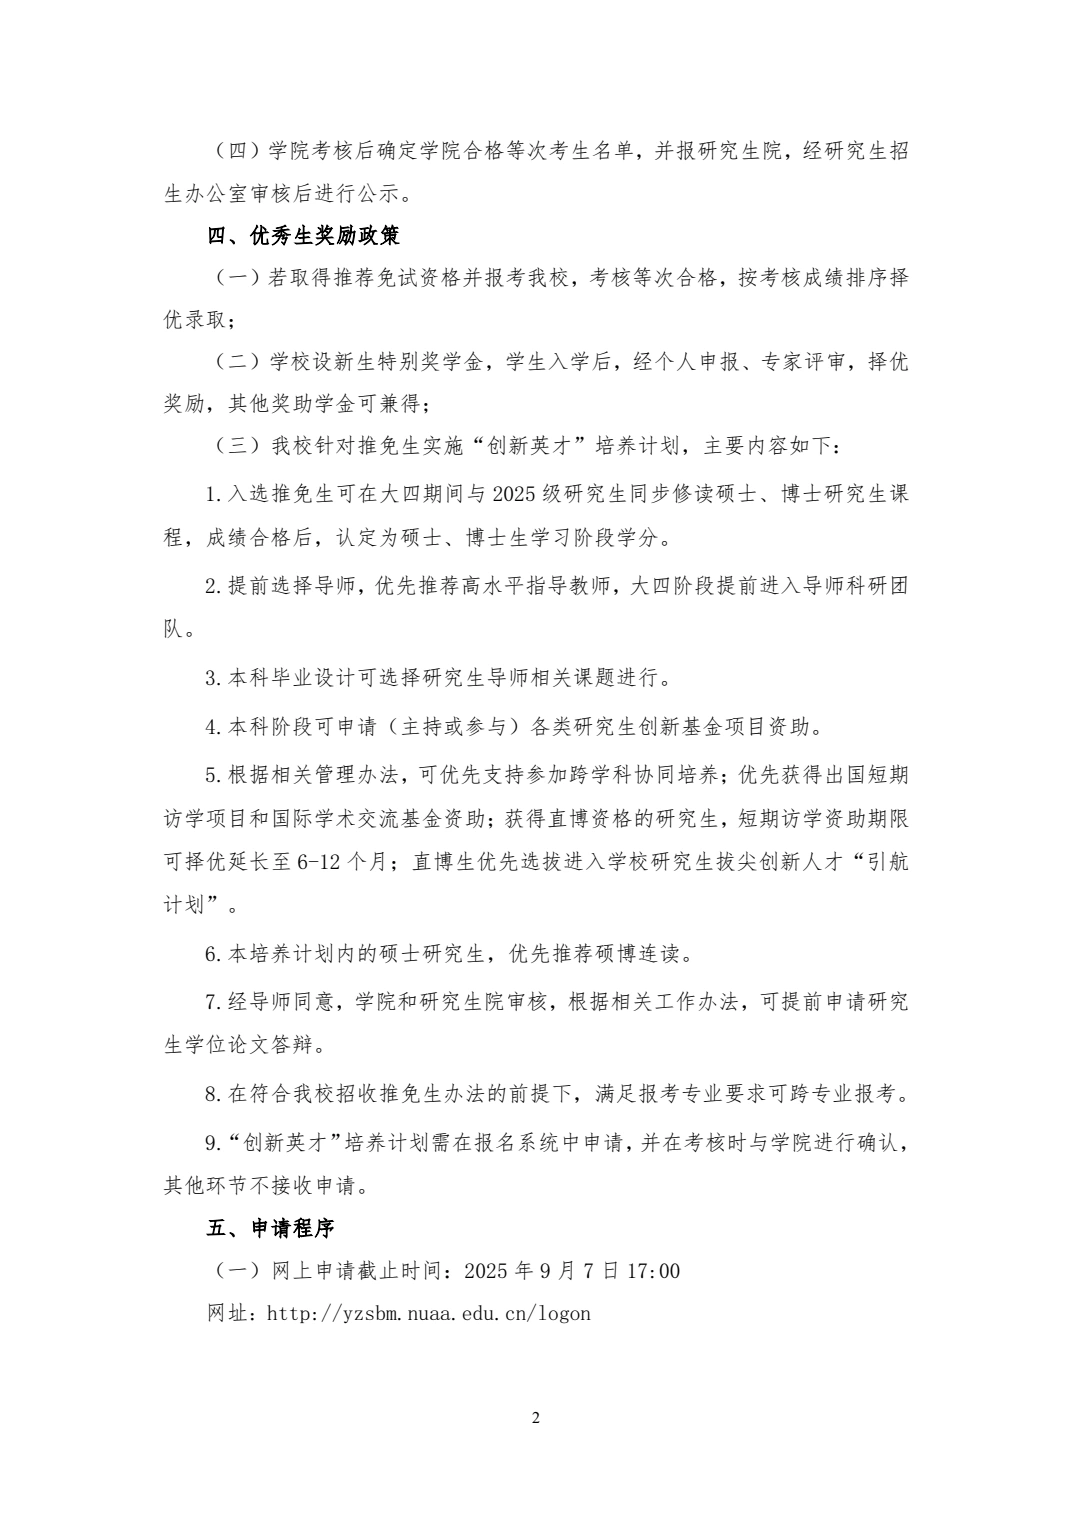 （四）学院考核后确定学院合格等次考生名单，并报研究生院，经研究生招
生办公室审核后进行公示。
四、优秀生奖励政策
（一）若取得推荐免试资格并报考我校，考核等次合格，按考核成绩排序择
优录取；
（二）学校设新生特别奖学金，学生入学后，经个人申报、专家评审，择优
奖励，其他奖助学金可兼得；
（三）我校针对推免生实施“创新英才”培养计划，主要内容如下：
1.入选推免生可在大四期间与 2025 级研究生同步修读硕士、博士研究生课
程，成绩合格后，认定为硕士、博士生学习阶段学分。
2.提前选择导师，优先推荐高水平指导教师，大四阶段提前进入导师科研团
队。
3.本科毕业设计可选择研究生导师相关课题进行。
4.本科阶段可申请（主持或参与）各类研究生创新基金项目资助。
5.根据相关管理办法，可优先支持参加跨学科协同培养；优先获得出国短期
访学项目和国际学术交流基金资助；获得直博资格的研究生，短期访学资助期限
可择优延长至 6-12 个月；直博生优先选拔进入学校研究生拔尖创新人才“引航
计划”。
6.本培养计划内的硕士研究生，优先推荐硕博连读。
7.经导师同意，学院和研究生院审核，根据相关工作办法，可提前申请研究
生学位论文答辩。
8.在符合我校招收推免生办法的前提下，满足报考专业要求可跨专业报考。
9.“创新英才”培养计划需在报名系统中申请，并在考核时与学院进行确认，
其他环节不接收申请。
五、申请程序
（一）网上申请截止时间：2025 年 9 月 7 日 17:00
网址：http://yzsbm.nuaa.edu.cn/logon
2